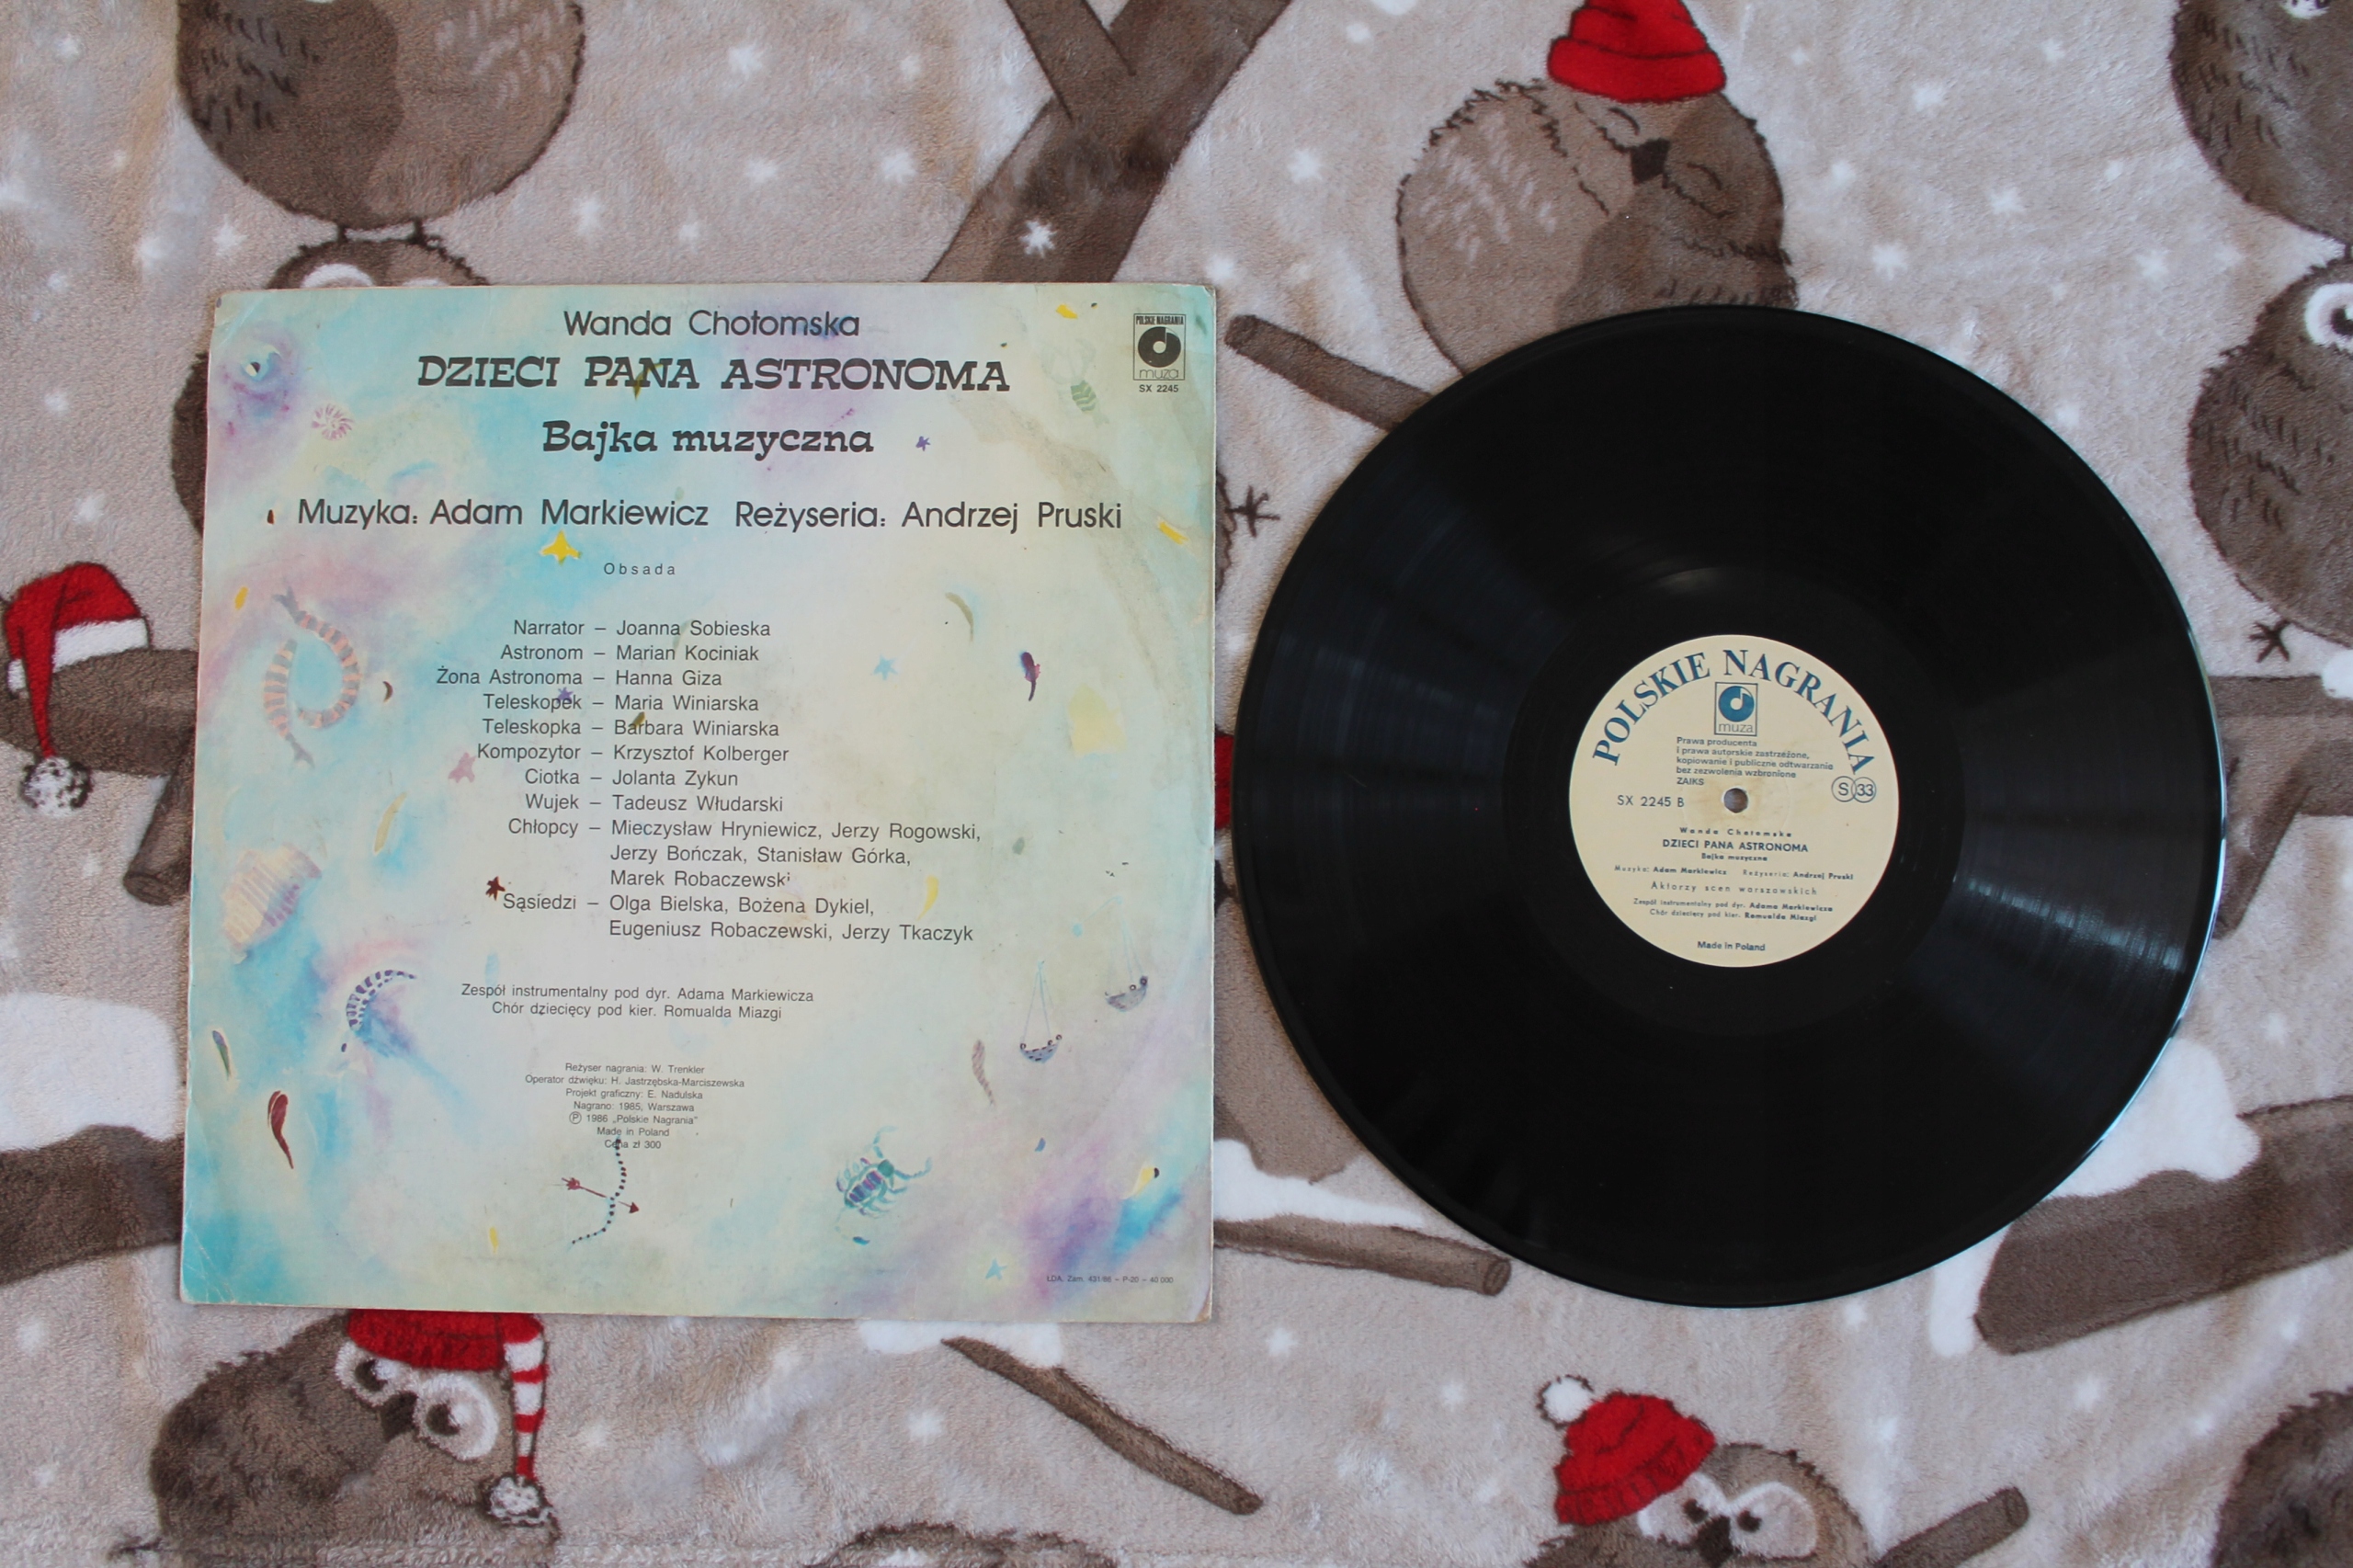 Wanda Chotomska
DZIECI PANA ASTRONOMA
Bajka muzyczna
POLSKIE NAGRANIA
muza
SX 2245
Muzyka: Adam Markiewicz Reżyseria: Andrzej Pruski
Obsada
Narrator – Joanna Sobieska
Astronom – Marian Kociniak
Żona Astronoma – Hanna Giza
Teleskopek – Maria Winiarska
Teleskopka – Barbara Winiarska
Kompozytor – Krzysztof Kolberger
Ciotka – Jolanta Zykun
Wujek – Tadeusz Włudarski
Chłopcy – Mieczysław Hryniewicz, Jerzy Rogowski,
Jerzy Bończak, Stanisław Górka,
Marek Robaczewski
Sąsiedzi – Olga Bielska, Bożena Dykiel,
Eugeniusz Robaczewski, Jerzy Tkaczyk
Zespół instrumentalny pod dyr. Adama Markiewicza
Chór dziecięcy pod kier. Romualda Miazgi
Reżyser nagrania: W. Trenkler
Operator dźwięku: H. Jastrzębska-Marciszewska
Projekt graficzny: E. Nadulska
Nagrano: 1985, Warszawa
Ⓟ 1986 „Polskie Nagrania"
Made in Poland
Cena zł 300
ŁDA. Zam. 431/86 – P-20 – 40 000
POLSKIE NAGRANIA
muza
Prawa producenta
i prawa autorskie zastrzeżone,
kopiowanie i publiczne odtwarzanie
bez zezwolenia wzbronione
ZAIKS
S 33
SX 2245 B
Wanda Chotomska
DZIECI PANA ASTRONOMA
Bajka muzyczna
Muzyka: Adam Markiewicz Reżyseria: Andrzej Pruski
Aktorzy scen warszawskich
Zespół instrumentalny pod dyr. Adama Markiewicza
Chór dziecięcy pod kier. Romualda Miazgi
Made in Poland